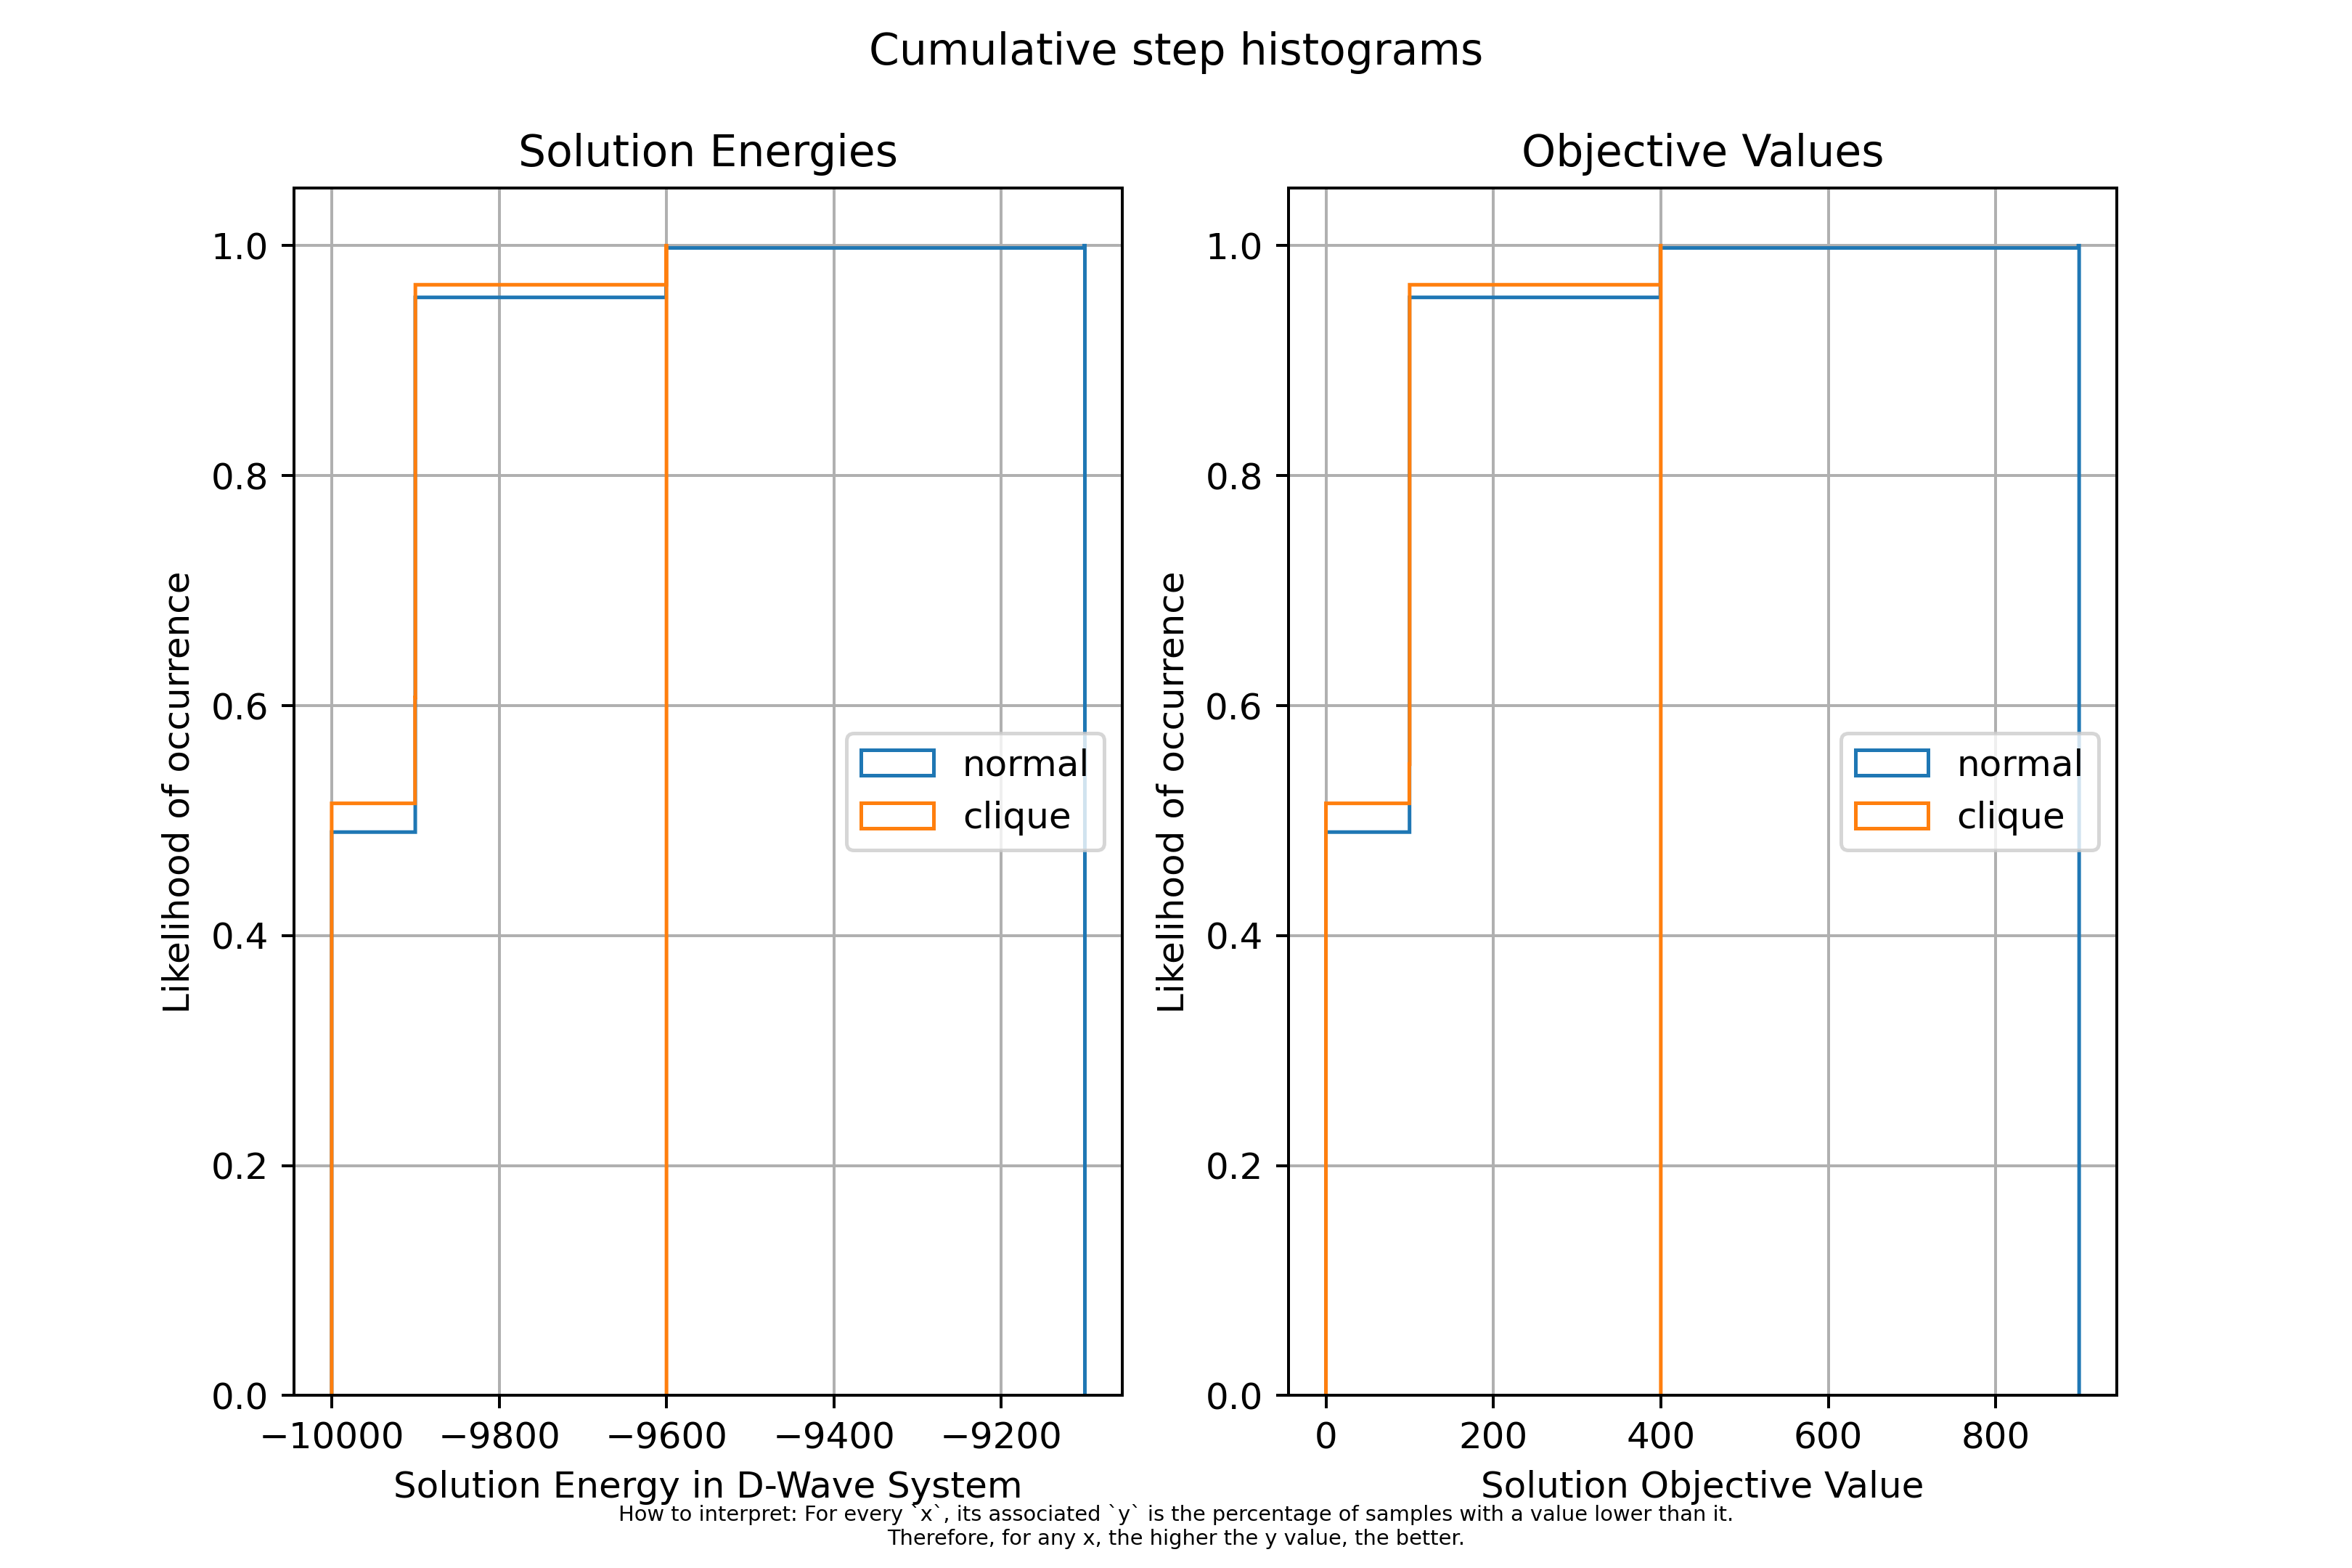 Cumulative step histograms
Solution Energies
1.0
0.8
0.6
0.4
0.2
0.0
Likelihood of occurrence
normal
clique
−10000 −9800 −9600 −9400 −9200
Solution Energy in D-Wave System
Objective Values
1.0
0.8
0.6
0.4
0.2
0.0
Likelihood of occurrence
normal
clique
0 200 400 600 800
Solution Objective Value
How to interpret: For every `x`, its associated `y` is the percentage of samples with a value lower than it.
Therefore, for any x, the higher the y value, the better.